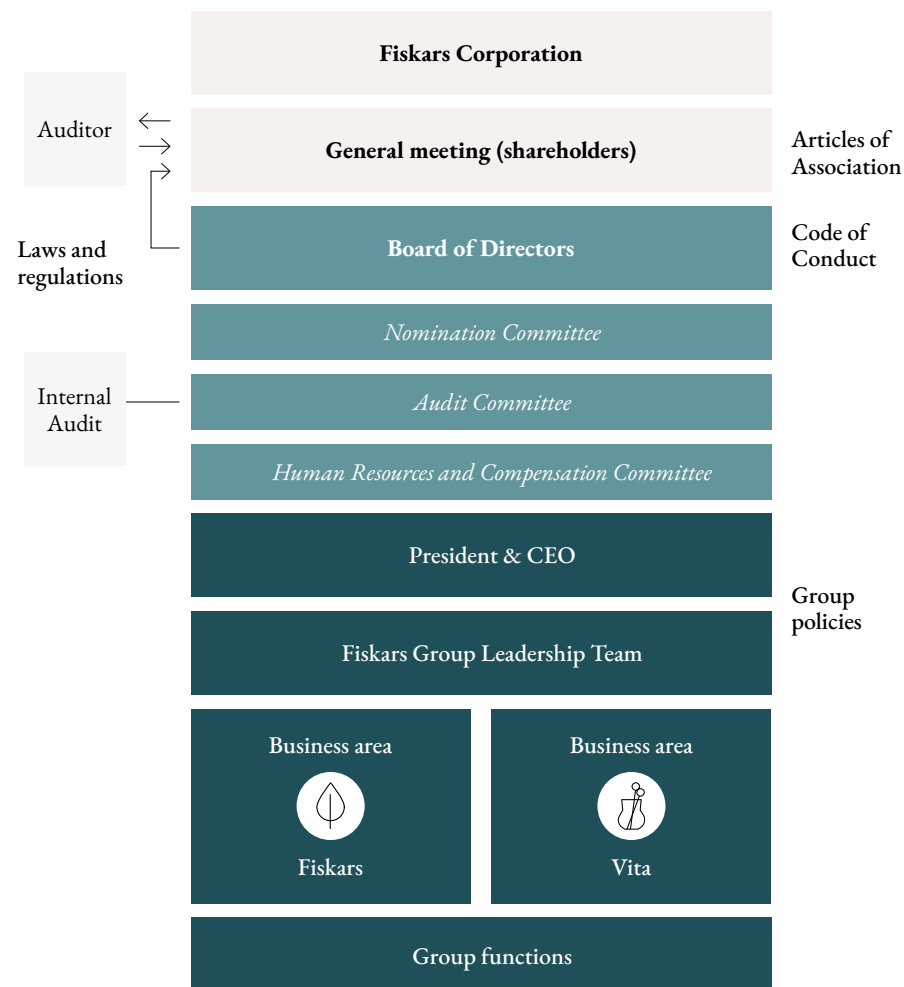 Fiskars Corporation
Auditor
General meeting (shareholders)
Articles of
Association
Laws and
regulations
Board of Directors
Code of
Conduct
Nomination Committee
Internal
Audit
Audit Committee
Human Resources and Compensation Committee
President & CEO
Group
policies
Fiskars Group Leadership Team
Business area
Fiskars
Business area
Vita
Group functions